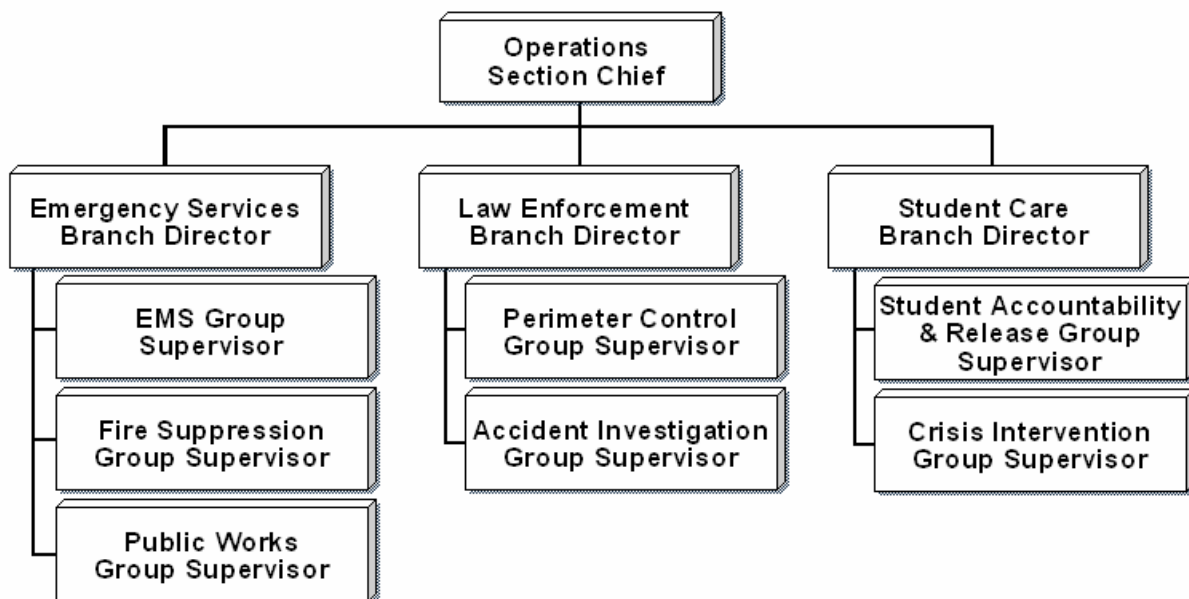 Operations
Section Chief
Emergency Services
Branch Director
Law Enforcement
Branch Director
Student Care
Branch Director
EMS Group
Supervisor
Fire Suppression
Group Supervisor
Public Works
Group Supervisor
Perimeter Control
Group Supervisor
Accident Investigation
Group Supervisor
Student Accountability
& Release Group
Supervisor
Crisis Intervention
Group Supervisor